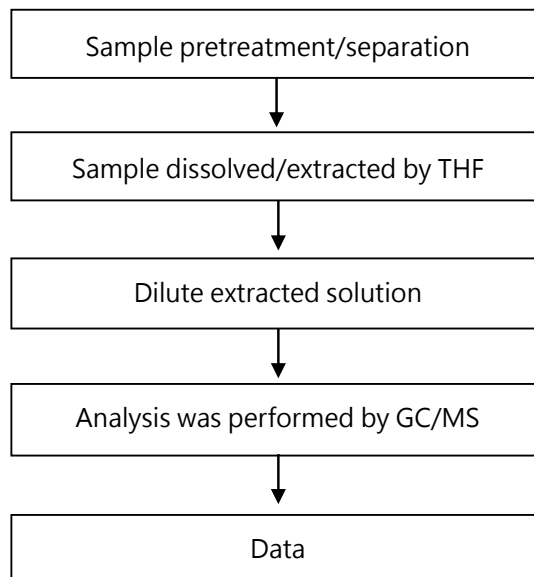 Sample pretreatment/separation
Sample dissolved/extracted by THF
Dilute extracted solution
Analysis was performed by GC/MS
Data